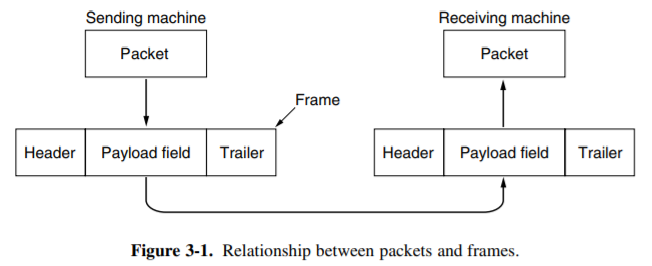 Sending machine
Receiving machine
Packet
Packet
Frame
Header
Payload field
Trailer
Header
Payload field
Trailer
Figure 3-1. Relationship between packets and frames.